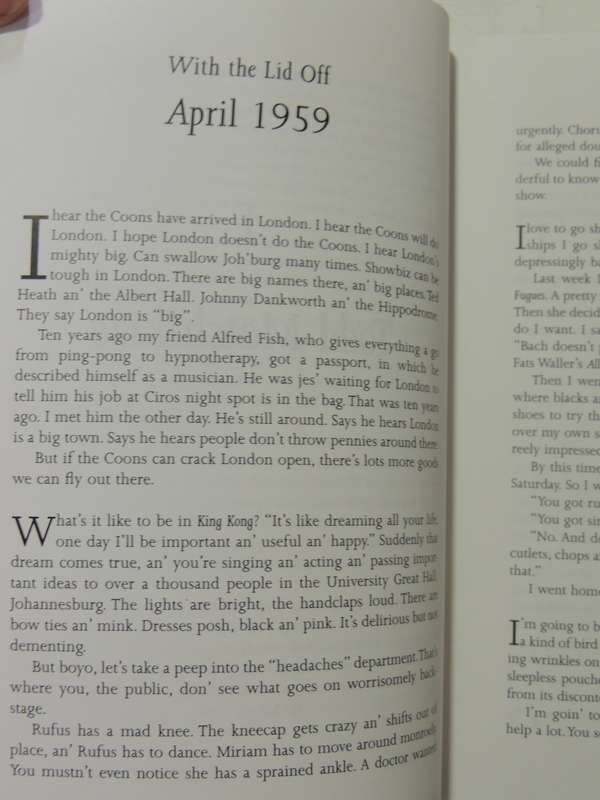 With the Lid Off
April 1959
I hear the Coons have arrived in London. I hear the Coons will do
London. I hope London doesn't do the Coons. I hear London's
mighty big. Can swallow Joh'burg many times. Showbiz can be
tough in London. There are big names there, an' big places. Ted
Heath an' the Albert Hall. Johnny Dankworth an' the Hippodrome.
They say London is "big".
Ten years ago my friend Alfred Fish, who gives everything a go
from ping-pong to hypnotherapy, got a passport, in which he
described himself as a musician. He was jes' waiting for London to
tell him his job at Ciros night spot is in the bag. That was ten years
ago. I met him the other day. He's still around. Says he hears London
is a big town. Says he hears people don't throw pennies around there.
But if the Coons can crack London open, there's lots more goods
we can fly out there.
What's it like to be in King Kong? "It's like dreaming all your life,
one day I'll be important an' useful an' happy." Suddenly that
dream comes true, an' you're singing an' acting an' passing impor-
tant ideas to over a thousand people in the University Great Hall,
Johannesburg. The lights are bright, the handclaps loud. There are
bow ties an' mink. Dresses posh, black an' pink. It's delirious but not
dementing.
But boyo, let's take a peep into the "headaches" department. That's
where you, the public, don' see what goes on worrisomely back-
stage.
Rufus has a mad knee. The kneecap gets crazy an' shifts out of
place, an' Rufus has to dance. Miriam has to move around
You mustn't even notice she has a sprained ankle. A doctor wanted
urgently.
for alleged
We could
derful to know
show.
I love to go
ships I go
depressingly
Last week I
Fogues. A pretty
Then she
do I want. I
"Bach doesn't
Fats Waller's
Then I
where blacks
shoes to try
over my own
By this time
Saturday. So I
"You got
"You got
"No. And
cutlets, chops
that."
I went
I'm going to
a kind of bird
ing wrinkles on
sleepless
from its
I'm goin' to
help a lot. You